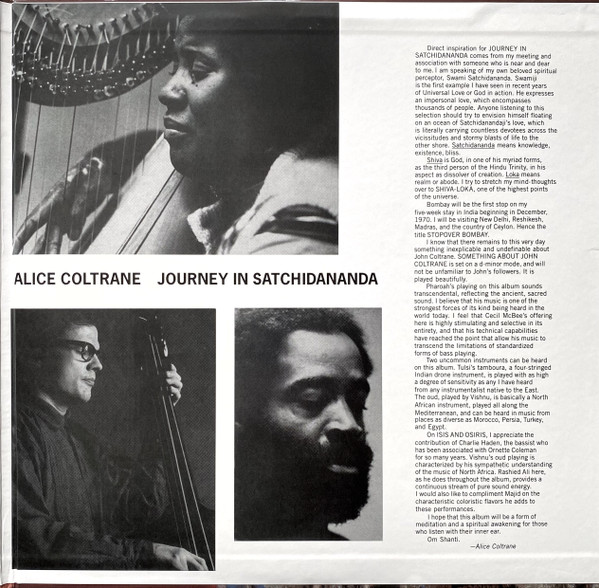 ALICE COLTRANE JOURNEY IN SATCHIDANANDA
Direct inspiration for JOURNEY IN
SATCHIDANANDA comes from my meeting and
association with someone who is near and dear
to me. I am speaking of my own beloved spiritual
perceptor, Swami Satchidananda. Swamiji
is the first example I have seen in recent years
of Universal Love or God in action. He expresses
an impersonal love, which encompasses
thousands of people. Anyone listening to this
selection should try to envision himself floating
on an ocean of Satchidanandaji's love, which
is literally carrying countless devotees across the
vicissitudes and stormy blasts of life to the
other shore. Satchidananda means knowledge,
existence, bliss.
Shiva is God, in one of his myriad forms,
as the third person of the Hindu Trinity, in his
aspect as dissolver of creation. Loka means
realm or abode. I try to stretch my mind-thoughts
over to SHIVA-LOKA, one of the highest points
of the universe.
Bombay will be the first stop on my
five-week stay in India beginning in December,
1970. I will be visiting New Delhi, Reshikesh,
Madras, and the country of Ceylon. Hence the
title STOPOVER BOMBAY.
I know that there remains to this very day
something inexplicable and undefinable about
John Coltrane. SOMETHING ABOUT JOHN
COLTRANE is set on a d-minor mode, and will
not be unfamiliar to John's followers. It is
played beautifully.
Pharoah's playing on this album sounds
transcendental, reflecting the ancient, sacred
sound. I believe that his music is one of the
strongest forces of its kind being heard in the
world today. I feel that Cecil McBee's offering
here is highly stimulating and selective in its
entirety, and that his technical capabilities
have reached the point that allow his music to
transcend the limitations of standardized
forms of bass playing.
Two uncommon instruments can be heard
on this album. Tulsi's tamboura, a four-stringed
Indian drone instrument, is played with as high
a degree of sensitivity as any I have heard
from any instrumentalist native to the East.
The oud, played by Vishnu, is basically a North
African instrument, played all along the
Mediterranean, and can be heard in music from
places as diverse as Morocco, Persia, Turkey,
and Egypt.
On ISIS AND OSIRIS, I appreciate the
contribution of Charlie Haden, the bassist who
has been associated with Ornette Coleman
for so many years. Vishnu's oud playing is
characterized by his sympathetic understanding
of the music of North Africa. Rashied Ali here,
as he does throughout the album, provides a
continuous stream of pure sound energy.
I would also like to compliment Majid on the
characteristic coloristic flavors he adds to
these performances.
I hope that this album will be a form of
meditation and a spiritual awakening for those
who listen with their inner ear.
Om Shanti.
—Alice Coltrane